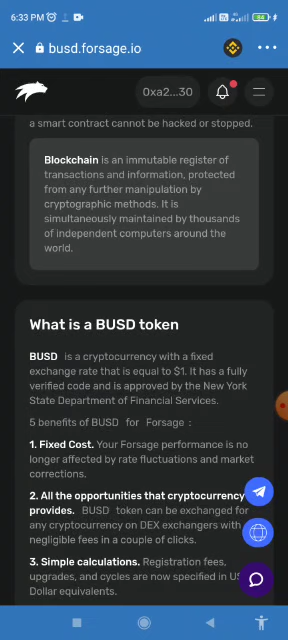 6:33 PM
64
busd.forsage.io
0xa2...30
a smart contract cannot be hacked or stopped.
Blockchain is an immutable register of
transactions and information, protected
from any further manipulation by
cryptographic methods. It is
simultaneously maintained by thousands
of independent computers around the
world.
What is a BUSD token
BUSD is a cryptocurrency with a fixed
exchange rate that is equal to $1. It has a fully
verified code and is approved by the New York
State Department of Financial Services.
5 benefits of BUSD for Forsage :
1. Fixed Cost. Your Forsage performance is no
longer affected by rate fluctuations and market
corrections.
2. All the opportunities that cryptocurrency
provides. BUSD token can be exchanged for
any cryptocurrency on DEX exchangers with
negligible fees in a couple of clicks.
3. Simple calculations. Registration fees,
upgrades, and cycles are now specified in US
Dollar equivalents.